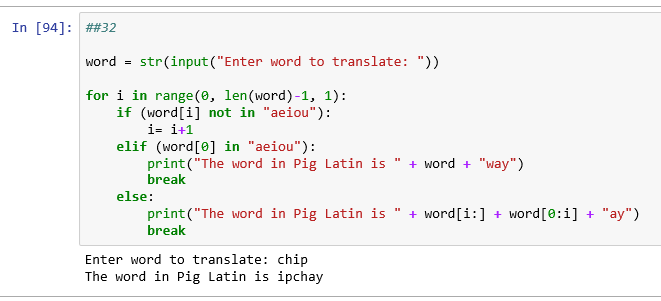 In [94]: ##32
word = str(input("Enter word to translate: "))
for i in range(0, len(word)-1, 1):
    if (word[i] not in "aeiou"):
        i= i+1
    elif (word[0] in "aeiou"):
        print("The word in Pig Latin is " + word + "way")
        break
    else:
        print("The word in Pig Latin is " + word[i:] + word[0:i] + "ay")
        break
Enter word to translate: chip
The word in Pig Latin is ipchay